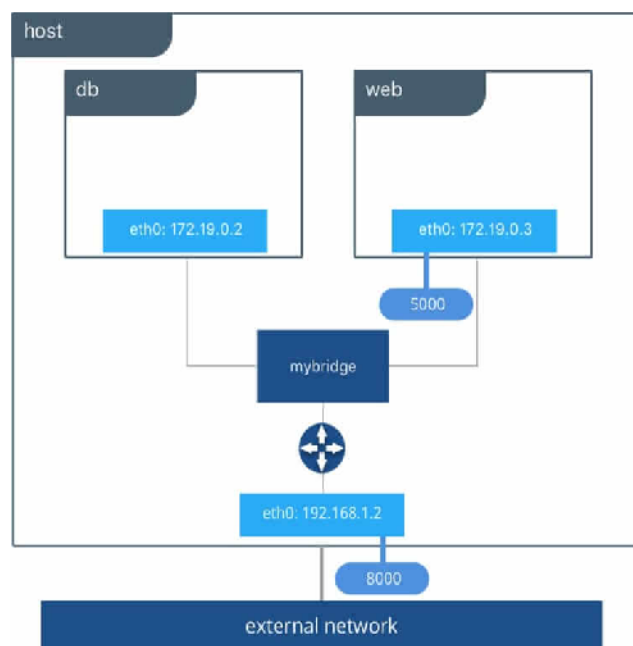 host
db
web
eth0: 172.19.0.2
eth0: 172.19.0.3
5000
mybridge
eth0: 192.168.1.2
8000
external network